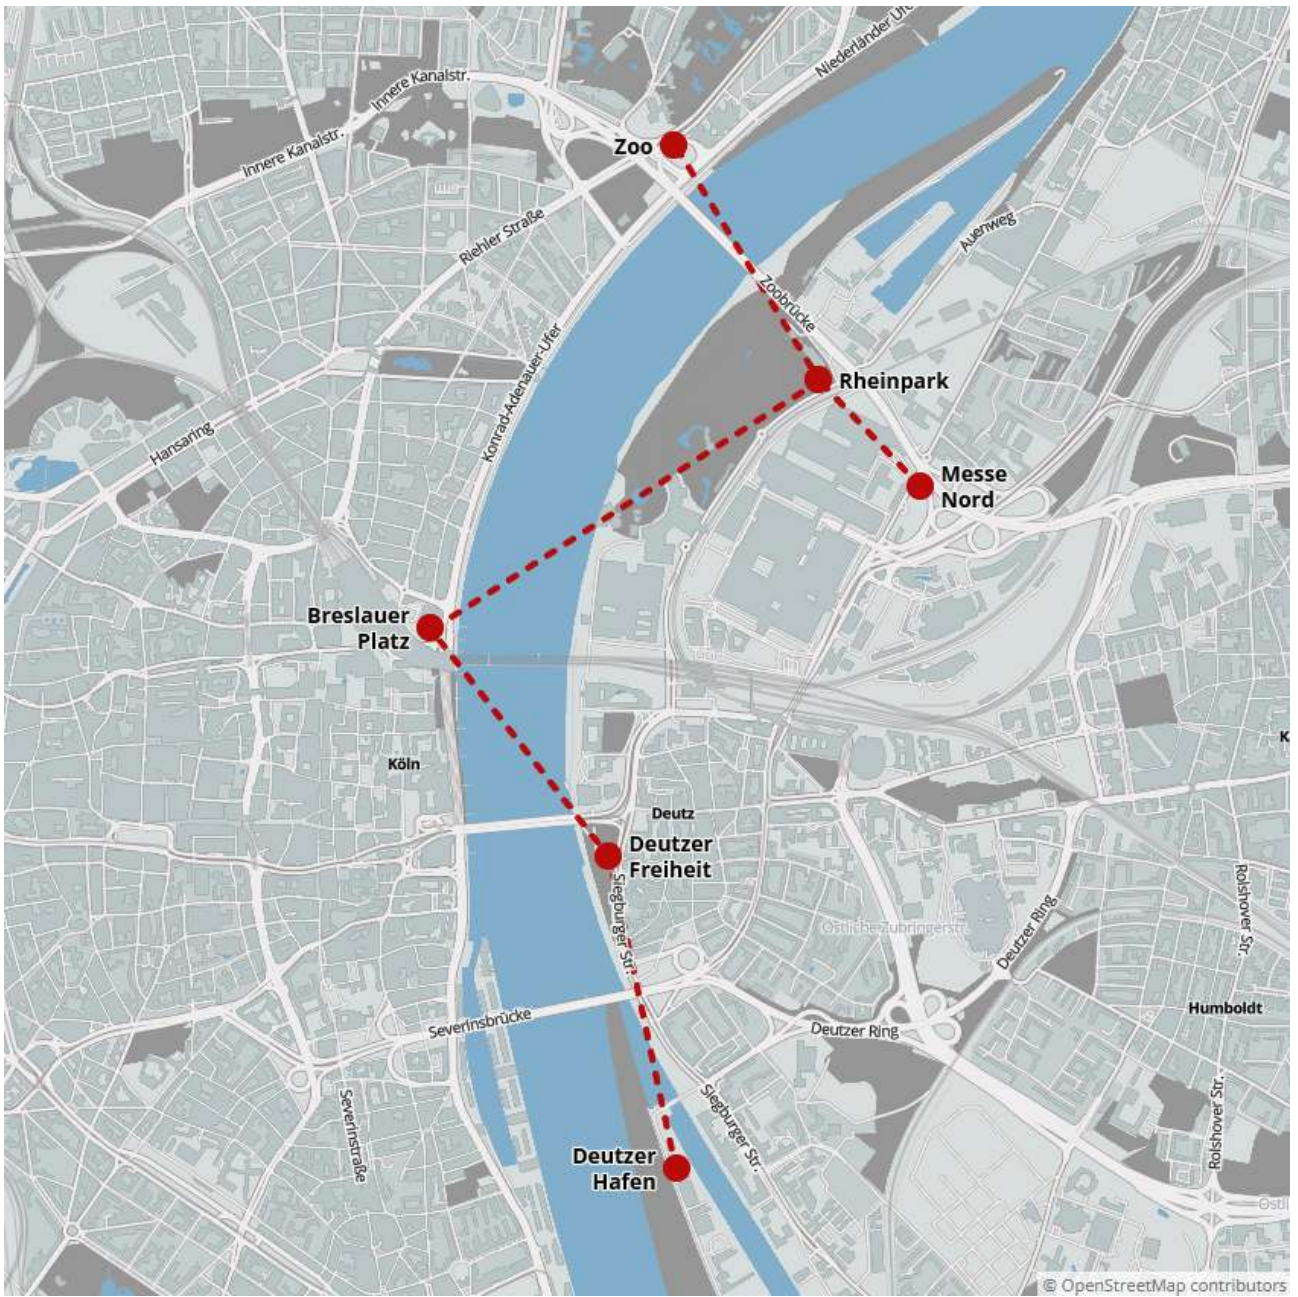 Niederländer Ufer
Innere Kanalstr.
Innere Kanalstr.
Zoo
Riehler Straße
Auenweg
Zoobrücke
Konrad-Adenauer-Ufer
Rheinpark
Hansaring
Messe
Nord
Breslauer
Platz
K
Köln
Deutz
Deutzer
Freiheit
Siegburger Str.
Rolshover Str.
Östliche Zubringerstr.
Deutzer Ring
Severinsbrücke
Deutzer Ring
Humboldt
Severinstraße
Siegburger Str.
Rolshover Str.
Deutzer
Hafen
Östli
© OpenStreetMap contributors